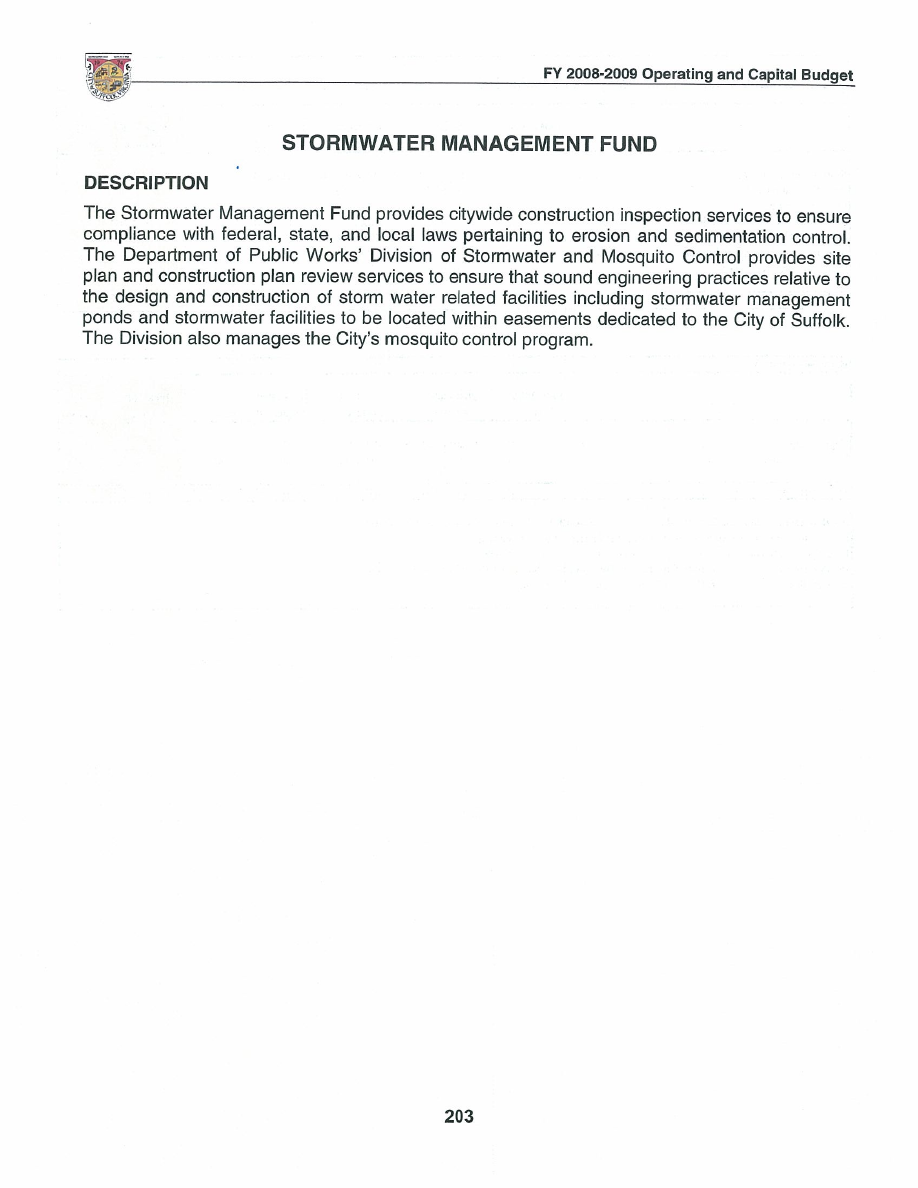 FY 2008-2009 Operating and Capital Budget
STORMWATER MANAGEMENT FUND
DESCRIPTION
The Stormwater Management Fund provides citywide construction inspection services to ensure
compliance with federal, state, and local laws pertaining to erosion and sedimentation control.
The Department of Public Works' Division of Stormwater and Mosquito Control provides site
plan and construction plan review services to ensure that sound engineering practices relative to
the design and construction of storm water related facilities including stormwater management
ponds and stormwater facilities to be located within easements dedicated to the City of Suffolk.
The Division also manages the City's mosquito control program.
203